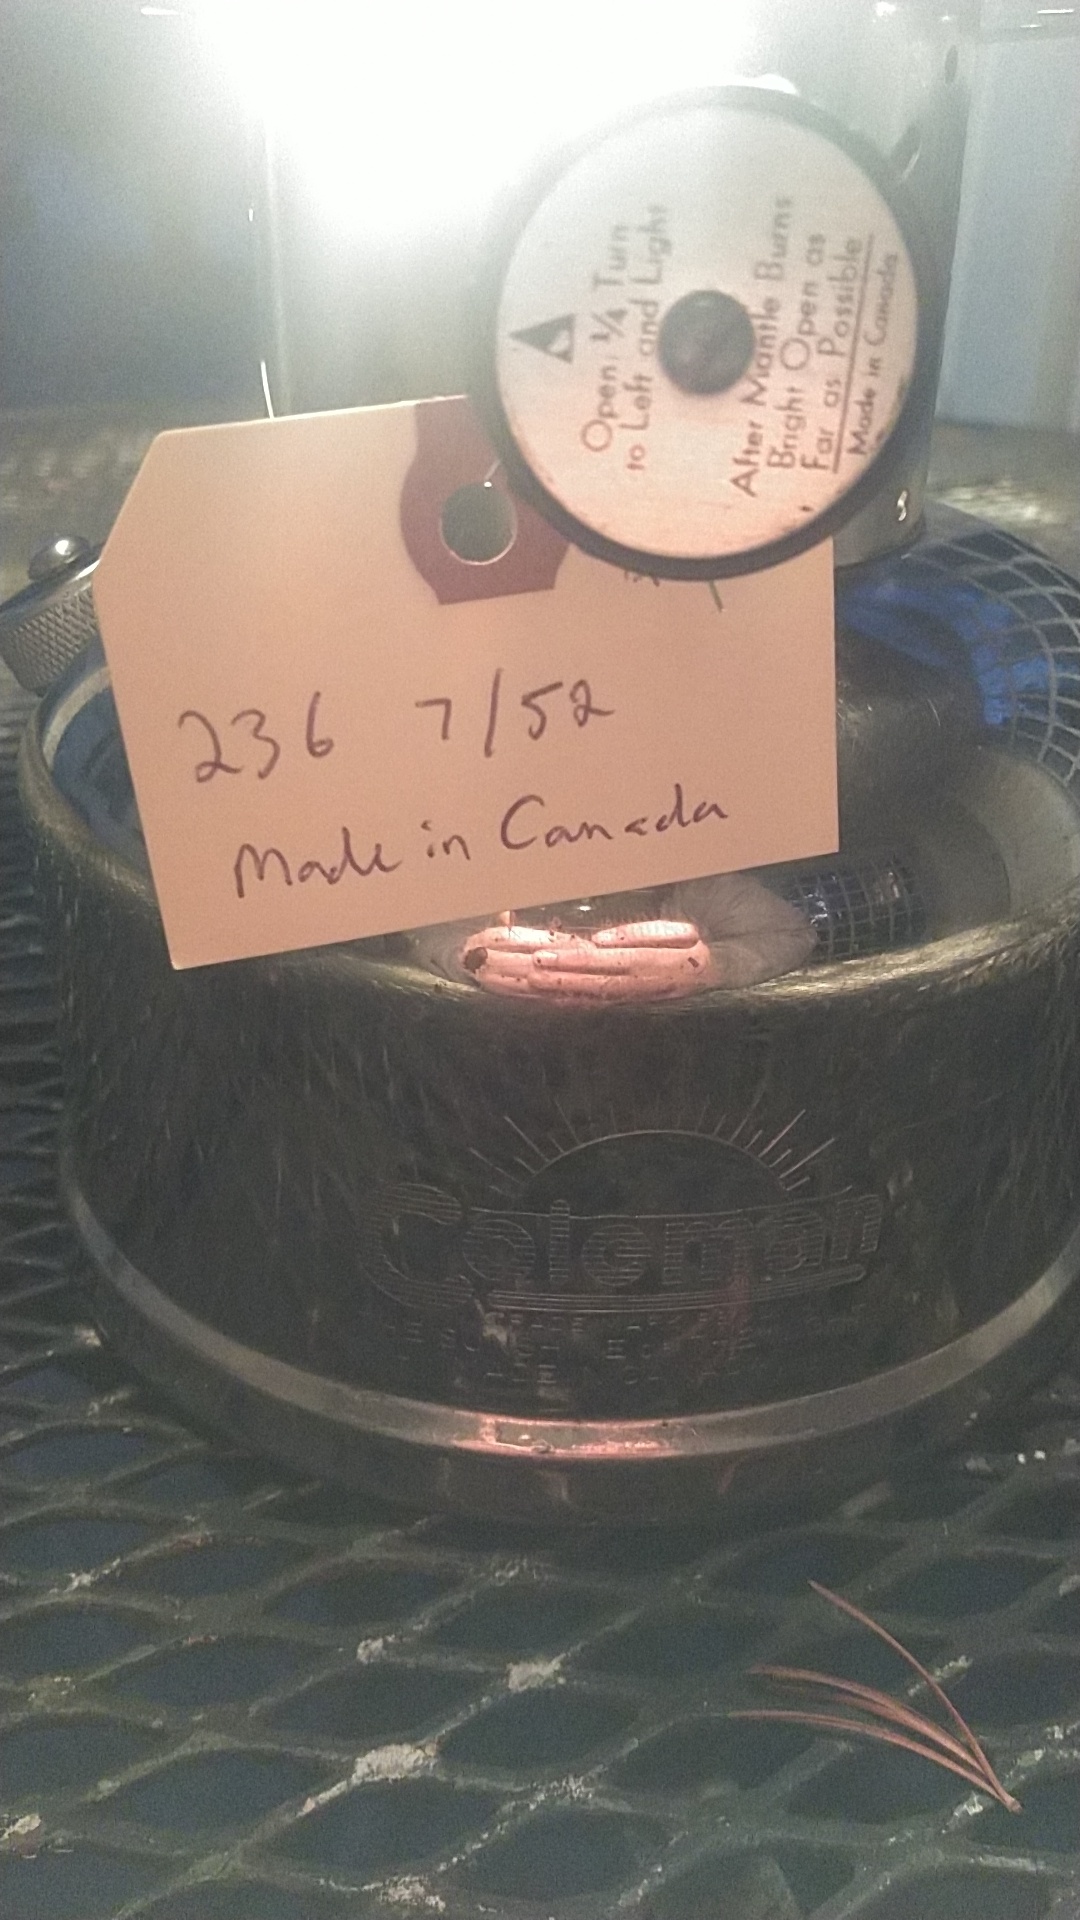 Open 1/4 Turn
to Left and Light
After Mantle Burns
Bright Open as
Far as Possible
Made in Canada
236 7/52
Made in Canada
Coleman